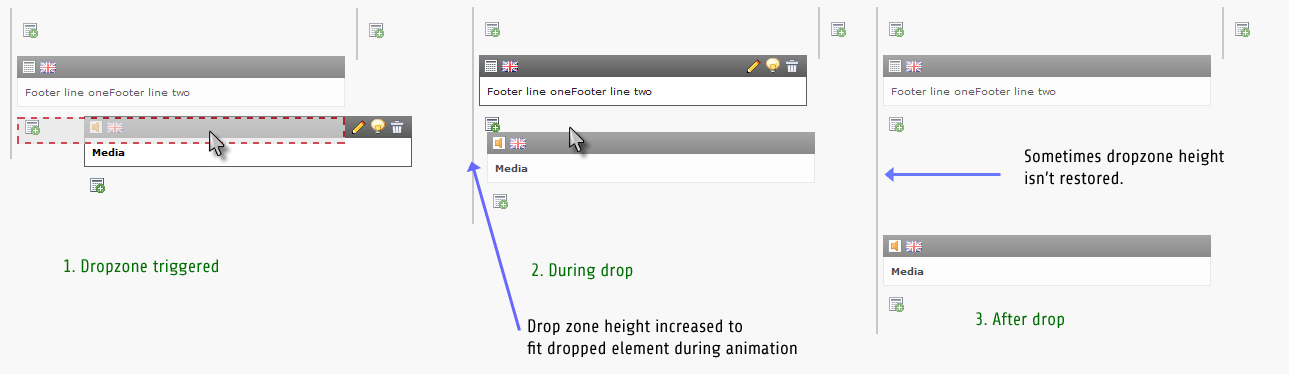 Footer line oneFooter line two
Media
1. Dropzone triggered
Footer line oneFooter line two
Media
2. During drop
Drop zone height increased to
fit dropped element during animation
Footer line oneFooter line two
Sometimes dropzone height
isn't restored.
Media
3. After drop